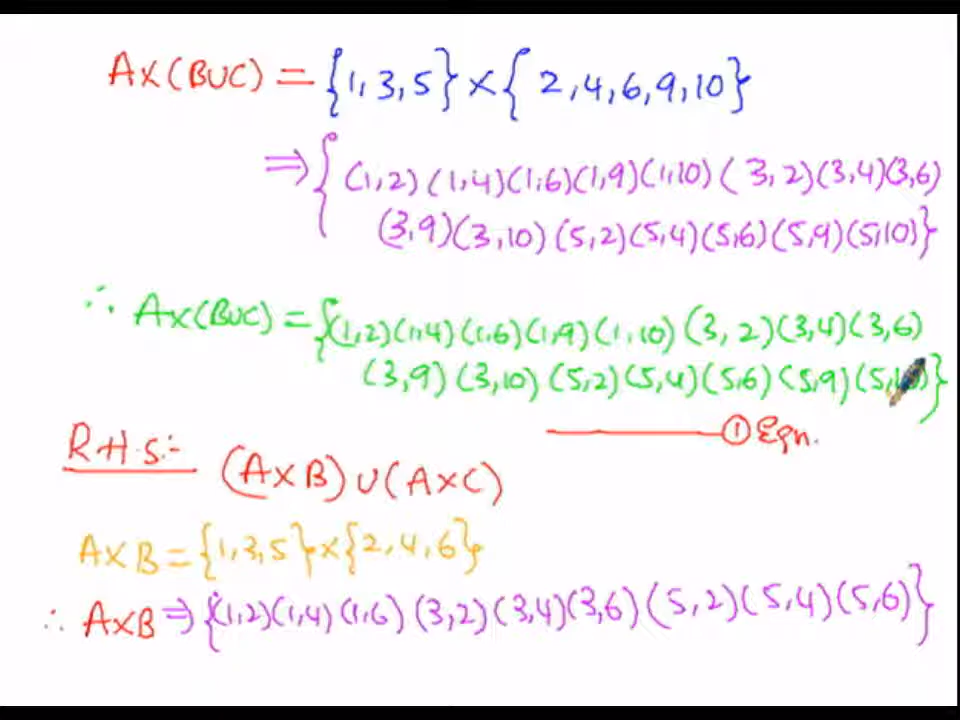 A×(B∪C) = {1,3,5} × { 2,4,6,9,10}
⇒ { (1,2) (1,4)(1,6)(1,9)(1,10) (3,2)(3,4)(3,6)
(3,9)(3,10) (5,2)(5,4)(5,6)(5,9)(5,10)}
∴ A×(B∪C) = {(1,2)(1,4)(1,6)(1,9)(1,10) (3,2)(3,4)(3,6)
(3,9) (3,10) (5,2)(5,4)(5,6)(5,9)(5,10)}
① Eqn.
R.H.S:- (A×B) ∪ (A×C)
A×B = {1,3,5}×{2,4,6}
∴ A×B ⇒ {(1,2)(1,4)(1,6) (3,2)(3,4)(3,6) (5,2)(5,4)(5,6)}